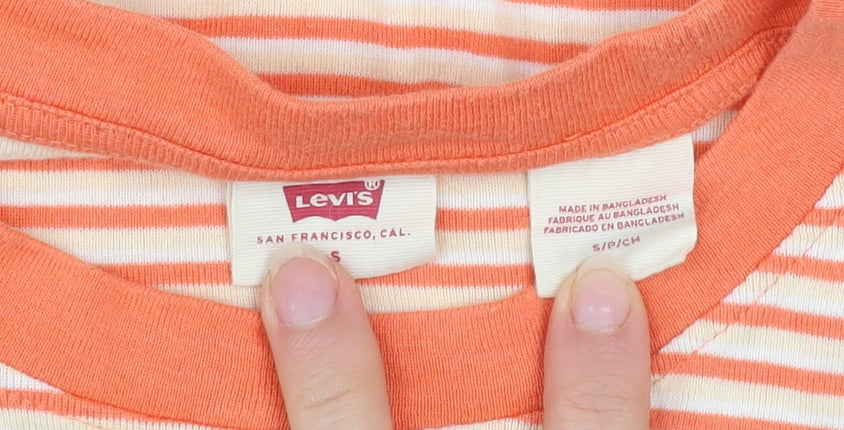 LEVI'S®
SAN FRANCISCO, CAL.
S
MADE IN BANGLADESH
FABRIQUE AU BANGLADESH
FABRICADO EN BANGLADESH
S/P/CH